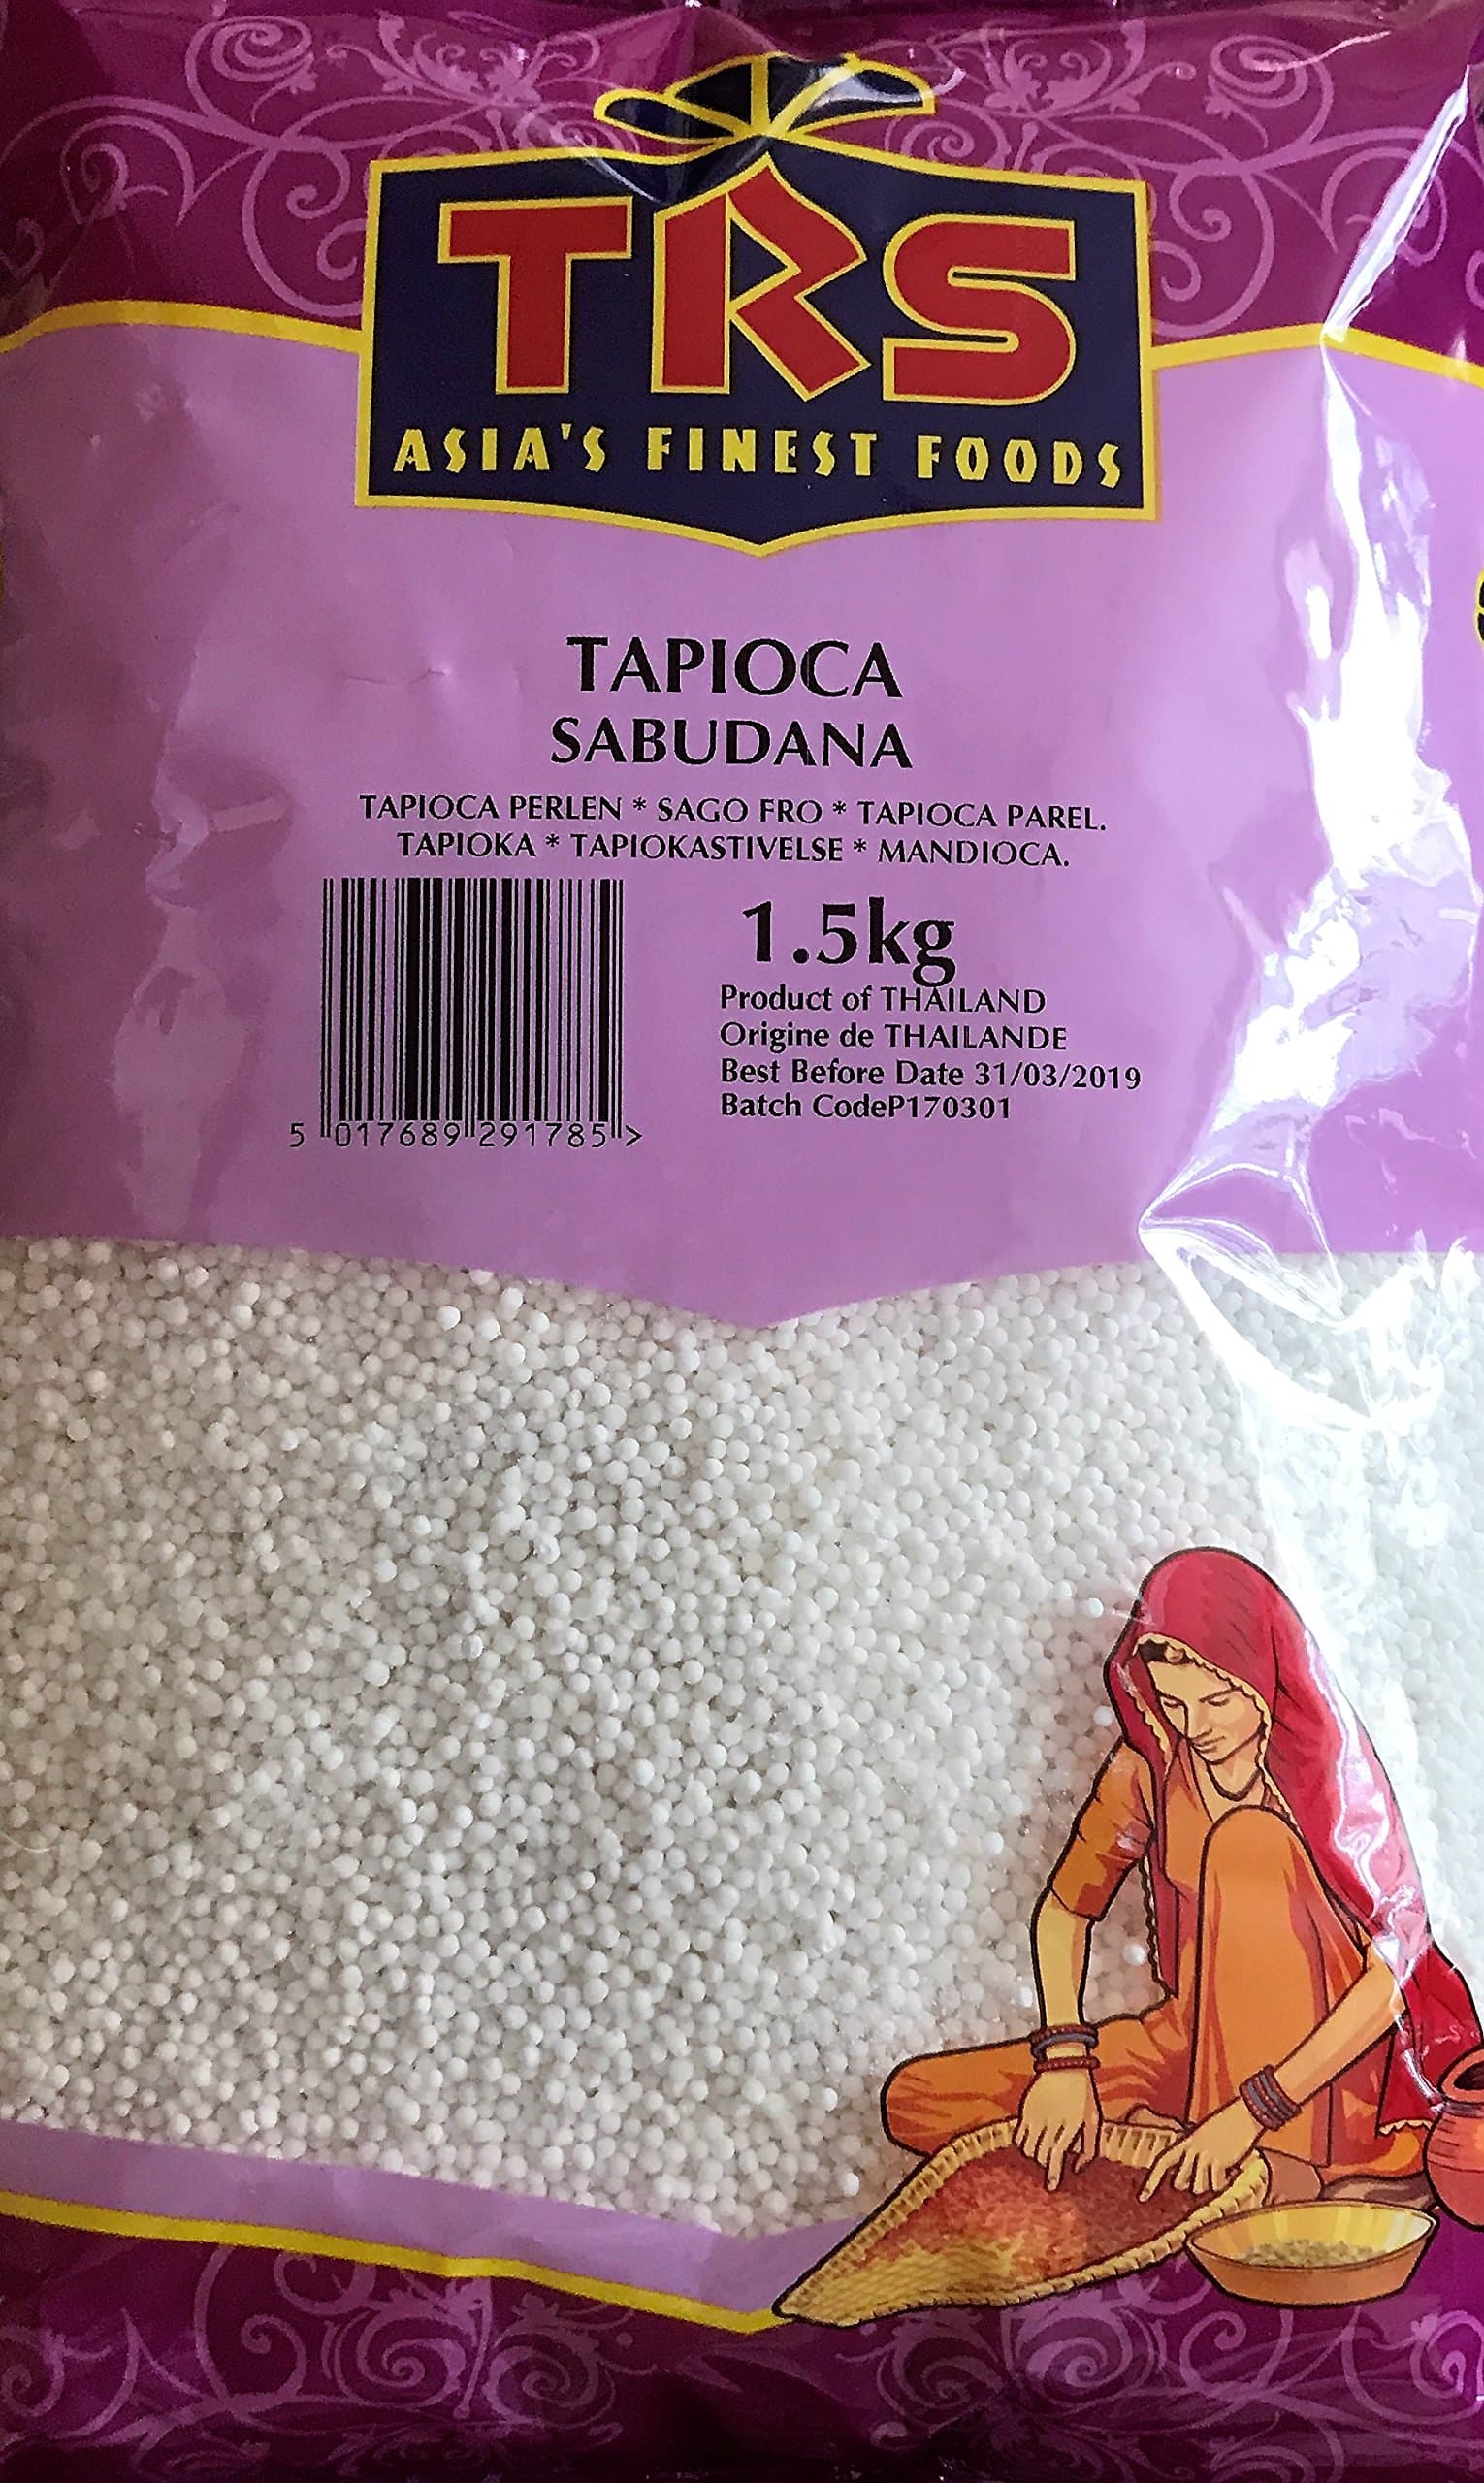 TRS
ASIA'S FINEST FOODS
TAPIOCA
SABUDANA
TAPIOCA PERLEN * SAGO FRO * TAPIOCA PAREL.
TAPIOKA * TAPIOKASTIVELSE * MANDIOCA.
1.5kg
Product of THAILAND
Origine de THAILANDE
Best Before Date 31/03/2019
Batch CodeP170301
5 017689 291785 >